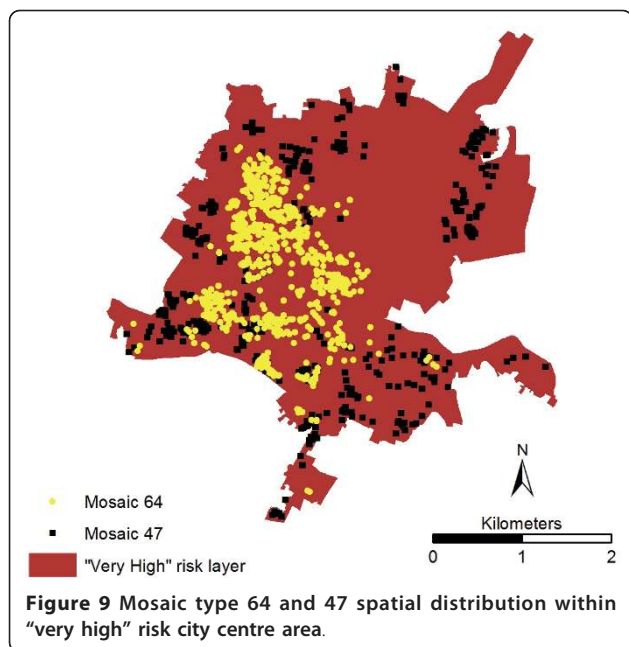 N
Mosaic 64
Mosaic 47
"Very High" risk layer
Kilometers
0 1 2
Figure 9 Mosaic type 64 and 47 spatial distribution within
“very high” risk city centre area.